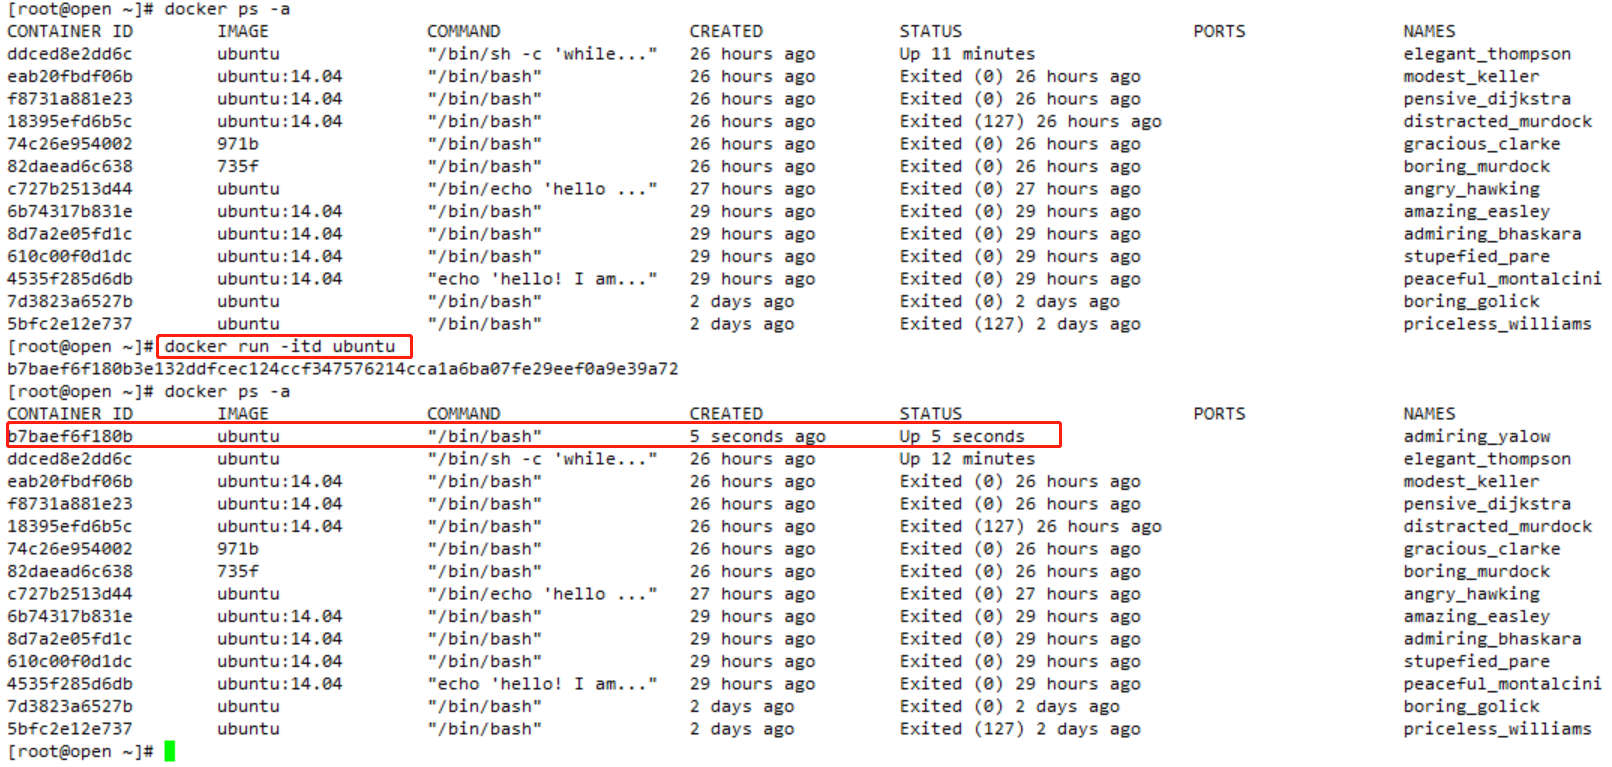 [root@open ~]# docker ps -a
CONTAINER ID IMAGE COMMAND CREATED STATUS PORTS NAMES
ddced8e2dd6c ubuntu "/bin/sh -c 'while..." 26 hours ago Up 11 minutes elegant_thompson
eab20fbdf06b ubuntu:14.04 "/bin/bash" 26 hours ago Exited (0) 26 hours ago modest_keller
f8731a881e23 ubuntu:14.04 "/bin/bash" 26 hours ago Exited (0) 26 hours ago pensive_dijkstra
18395efd6b5c ubuntu:14.04 "/bin/bash" 26 hours ago Exited (127) 26 hours ago distracted_murdock
74c26e954002 971b "/bin/bash" 26 hours ago Exited (0) 26 hours ago gracious_clarke
82daead6c638 735f "/bin/bash" 26 hours ago Exited (0) 26 hours ago boring_murdock
c727b2513d44 ubuntu "/bin/echo 'hello ..." 27 hours ago Exited (0) 27 hours ago angry_hawking
6b74317b831e ubuntu:14.04 "/bin/bash" 29 hours ago Exited (0) 29 hours ago amazing_easley
8d7a2e05fd1c ubuntu:14.04 "/bin/bash" 29 hours ago Exited (0) 29 hours ago admiring_bhaskara
610c00f0d1dc ubuntu:14.04 "/bin/bash" 29 hours ago Exited (0) 29 hours ago stupefied_pare
4535f285d6db ubuntu:14.04 "echo 'hello! I am..." 29 hours ago Exited (0) 29 hours ago peaceful_montalcini
7d3823a6527b ubuntu "/bin/bash" 2 days ago Exited (0) 2 days ago boring_golick
5bfc2e12e737 ubuntu "/bin/bash" 2 days ago Exited (127) 2 days ago priceless_williams
[root@open ~]# docker run -itd ubuntu
b7baef6f180b3e132ddfcec124ccf347576214cca1a6ba07fe29eef0a9e39a72
[root@open ~]# docker ps -a
CONTAINER ID IMAGE COMMAND CREATED STATUS PORTS NAMES
b7baef6f180b ubuntu "/bin/bash" 5 seconds ago Up 5 seconds admiring_yalow
ddced8e2dd6c ubuntu "/bin/sh -c 'while..." 26 hours ago Up 12 minutes elegant_thompson
eab20fbdf06b ubuntu:14.04 "/bin/bash" 26 hours ago Exited (0) 26 hours ago modest_keller
f8731a881e23 ubuntu:14.04 "/bin/bash" 26 hours ago Exited (0) 26 hours ago pensive_dijkstra
18395efd6b5c ubuntu:14.04 "/bin/bash" 26 hours ago Exited (127) 26 hours ago distracted_murdock
74c26e954002 971b "/bin/bash" 26 hours ago Exited (0) 26 hours ago gracious_clarke
82daead6c638 735f "/bin/bash" 26 hours ago Exited (0) 26 hours ago boring_murdock
c727b2513d44 ubuntu "/bin/echo 'hello ..." 27 hours ago Exited (0) 27 hours ago angry_hawking
6b74317b831e ubuntu:14.04 "/bin/bash" 29 hours ago Exited (0) 29 hours ago amazing_easley
8d7a2e05fd1c ubuntu:14.04 "/bin/bash" 29 hours ago Exited (0) 29 hours ago admiring_bhaskara
610c00f0d1dc ubuntu:14.04 "/bin/bash" 29 hours ago Exited (0) 29 hours ago stupefied_pare
4535f285d6db ubuntu:14.04 "echo 'hello! I am..." 29 hours ago Exited (0) 29 hours ago peaceful_montalcini
7d3823a6527b ubuntu "/bin/bash" 2 days ago Exited (0) 2 days ago boring_golick
5bfc2e12e737 ubuntu "/bin/bash" 2 days ago Exited (127) 2 days ago priceless_williams
[root@open ~]#